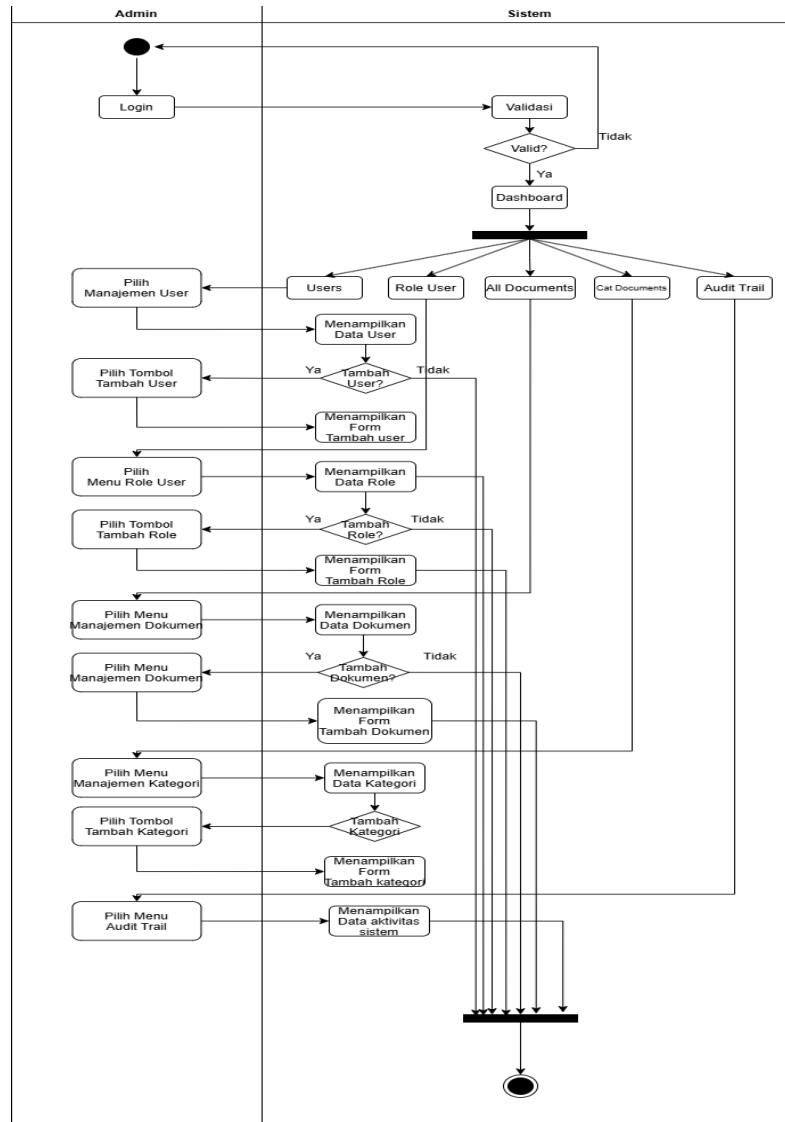 Admin
Sistem
Login
Validasi
Valid?
Tidak
Ya
Dashboard
Users
Role User
All Documents
Cat Documents
Audit Trail
Pilih
Manajemen User
Menampilkan
Data User
Pilih Tombol
Tambah User
Ya
Tambah
User?
Tidak
Menampilkan
Form
Tambah user
Pilih
Menu Role User
Menampilkan
Data Role
Pilih Tombol
Tambah Role
Ya
Tambah
Role?
Tidak
Menampilkan
Form
Tambah Role
Pilih Menu
Manajemen Dokumen
Menampilkan
Data Dokumen
Pilih Menu
Manajemen Dokumen
Ya
Tambah
Dokumen?
Tidak
Menampilkan
Form
Tambah Dokumen
Pilih Menu
Manajemen Kategori
Menampilkan
Data Kategori
Pilih Tombol
Tambah Kategori
Tambah
Kategori
Menampilkan
Form
Tambah kategori
Pilih Menu
Audit Trail
Menampilkan
Data aktivitas
sistem